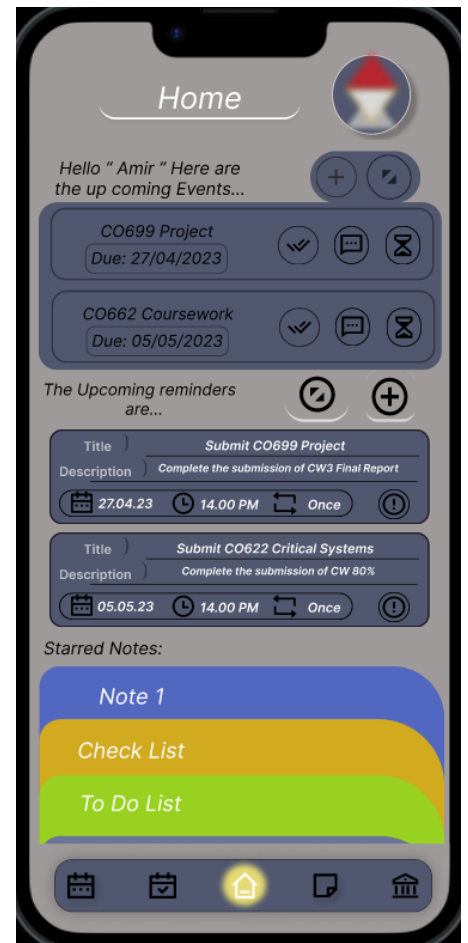 Home
Hello “ Amir ” Here are
the up coming Events...
CO699 Project
Due: 27/04/2023
CO662 Coursework
Due: 05/05/2023
The Upcoming reminders
are...
Title Submit CO699 Project
Description Complete the submission of CW3 Final Report
27.04.23 14.00 PM Once
Title Submit CO622 Critical Systems
Description Complete the submission of CW 80%
05.05.23 14.00 PM Once
Starred Notes:
Note 1
Check List
To Do List